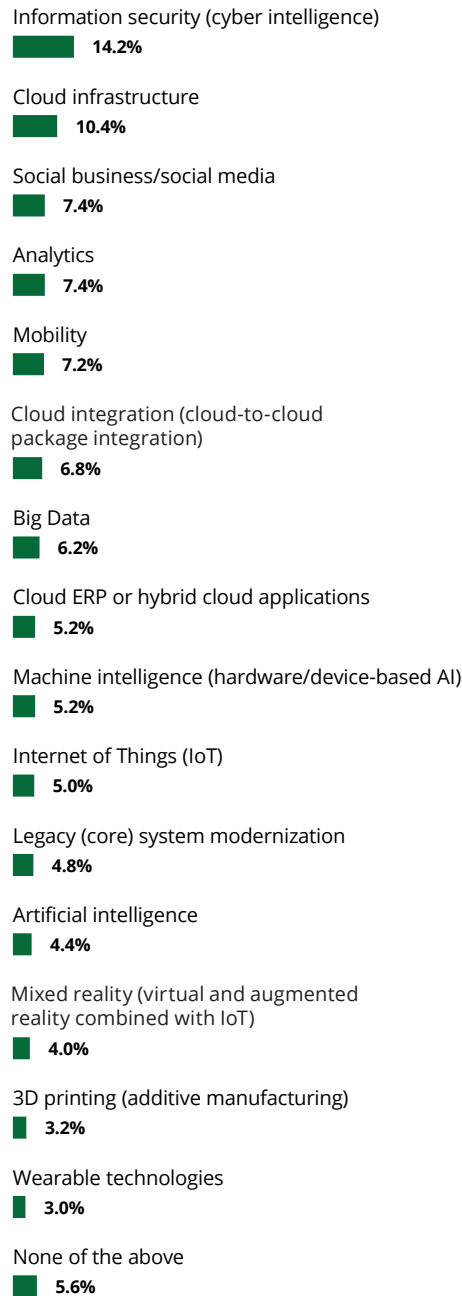 Information security (cyber intelligence)
14.2%
Cloud infrastructure
10.4%
Social business/social media
7.4%
Analytics
7.4%
Mobility
7.2%
Cloud integration (cloud-to-cloud
package integration)
6.8%
Big Data
6.2%
Cloud ERP or hybrid cloud applications
5.2%
Machine intelligence (hardware/device-based AI)
5.2%
Internet of Things (IoT)
5.0%
Legacy (core) system modernization
4.8%
Artificial intelligence
4.4%
Mixed reality (virtual and augmented
reality combined with IoT)
4.0%
3D printing (additive manufacturing)
3.2%
Wearable technologies
3.0%
None of the above
5.6%